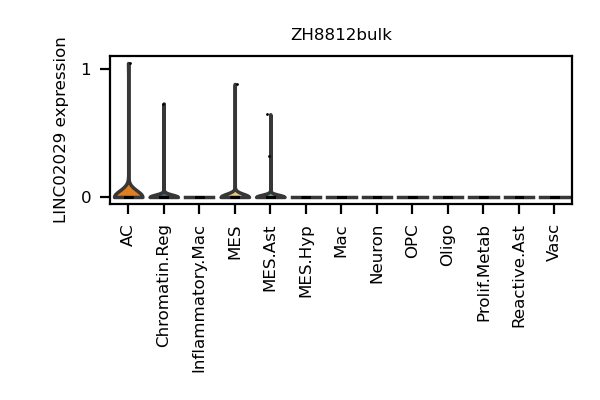 ZH8812bulk
LINC02029 expression
1
0
AC
Chromatin.Reg
Inflammatory.Mac
MES
MES.Ast
MES.Hyp
Mac
Neuron
OPC
Oligo
Prolif.Metab
Reactive.Ast
Vasc